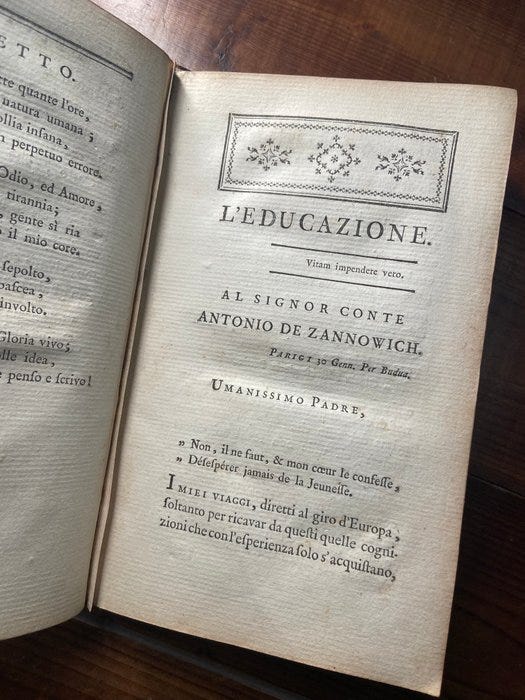 ETTO.
te quante l'ore,
natura umana;
ollia inſana,
n perpetuo errore.
Odio, ed Amore,
tirannia;
gente sì ria
o il mio core.
ſepolto,
paſcea,
involto.
Gloria vivo;
lle idea,
e penſo e ſcrivo!
L'EDUCAZIONE.
Vitam impendere vero.
AL SIGNOR CONTE
ANTONIO DE ZANNOWICH.
PARIGI 30 Genn. Per Budua.
UMANISSIMO PADRE,
„ Non, il ne faut, & mon cœur le confeſſe,
„ Déſeſpérer jamais de la Jeuneſſe.
I MIEI VIAGGI, diretti al giro d'Europa,
ſoltanto per ricavar da queſti quelle cogni-
zioni che con l'eſperienza ſolo s'acquiſtano,